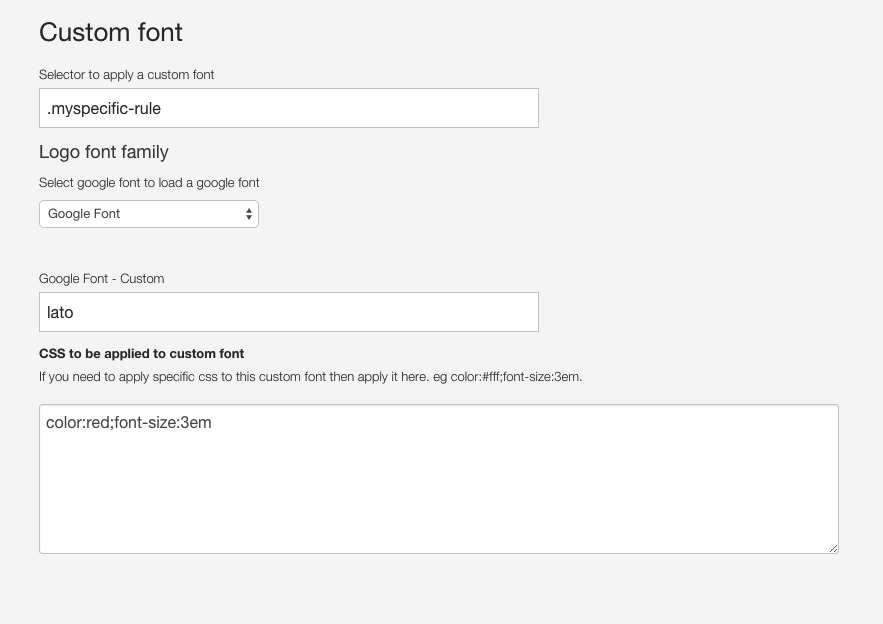 Custom font
Selector to apply a custom font
.myspecific-rule
Logo font family
Select google font to load a google font
Google Font
Google Font - Custom
lato
CSS to be applied to custom font
If you need to apply specific css to this custom font then apply it here. eg color:#fff;font-size:3em.
color:red;font-size:3em